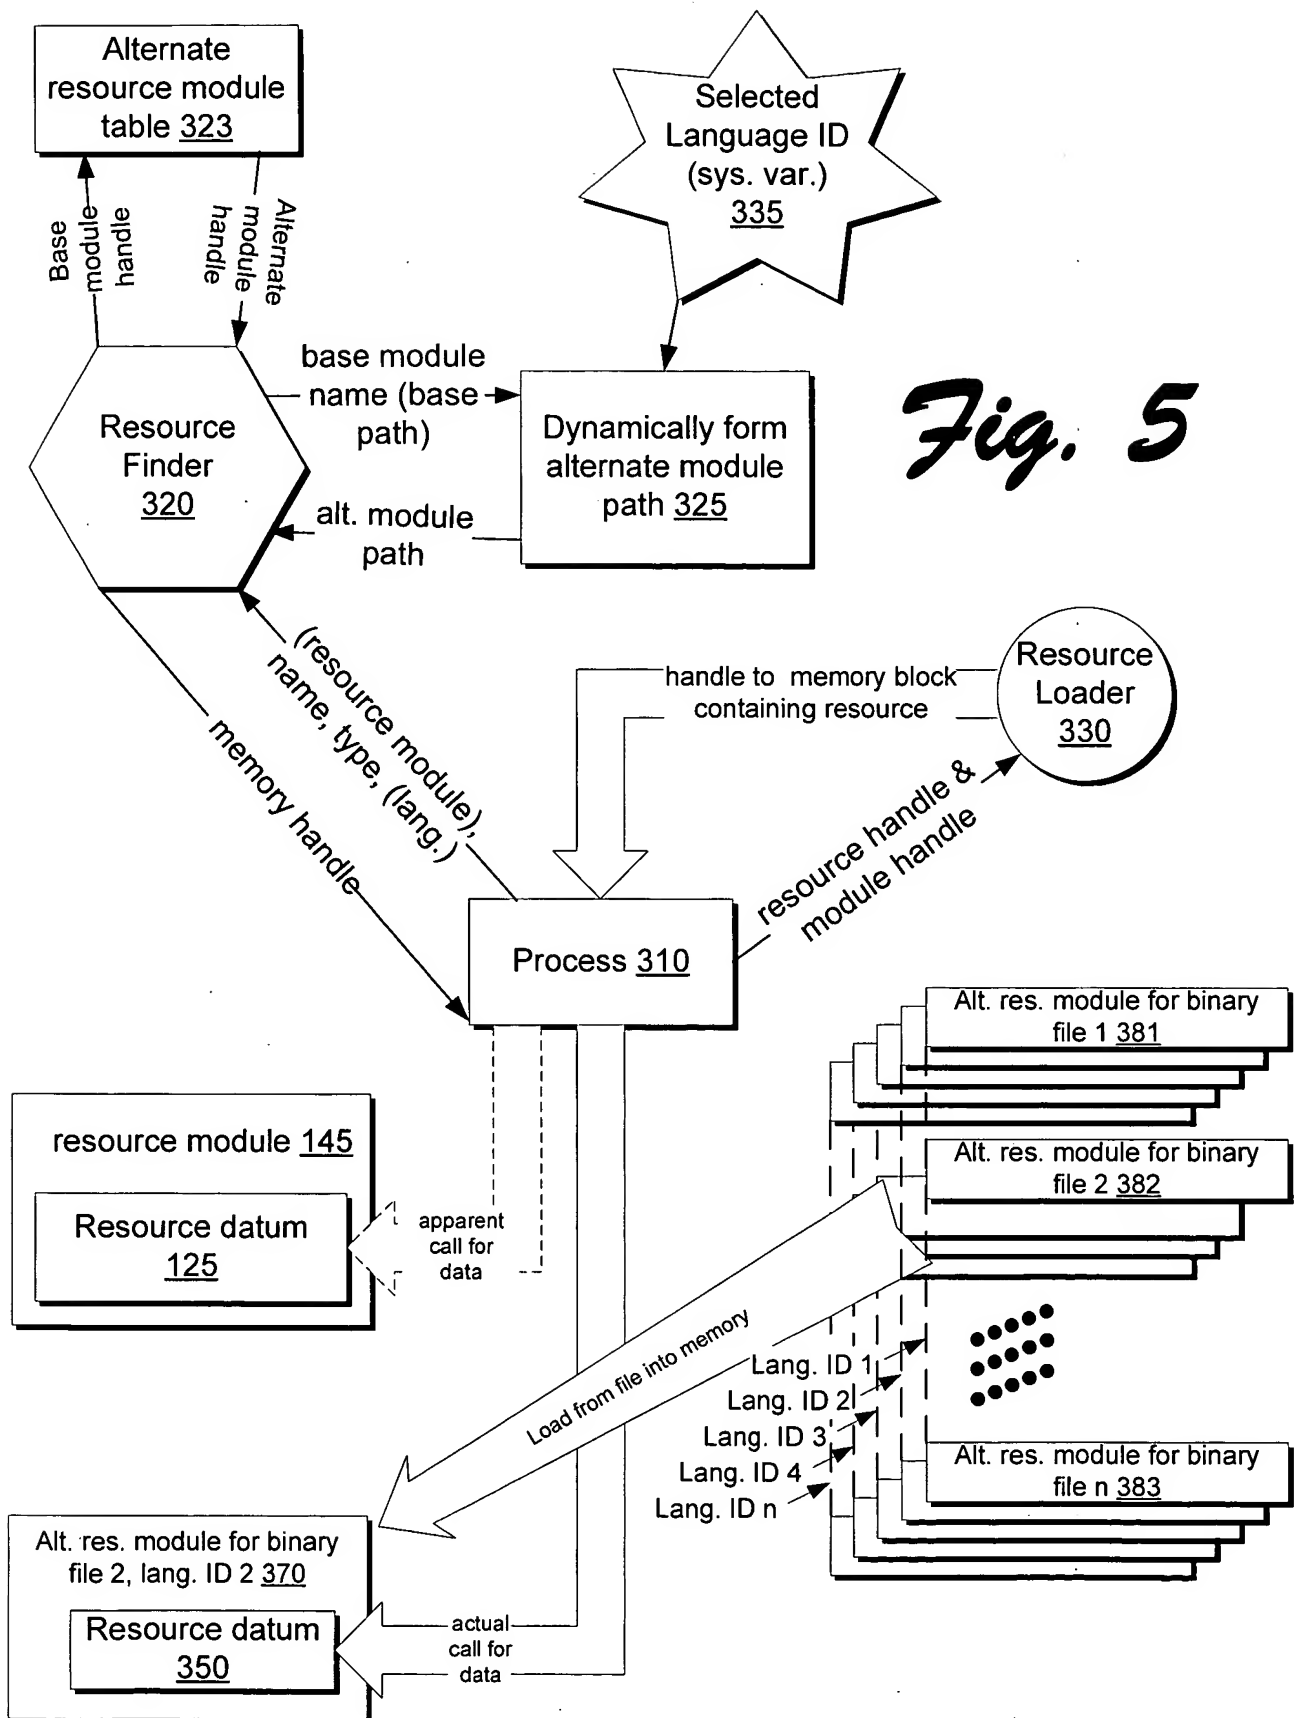 Alternate
resource module
table 323
Selected
Language ID
(sys. var.)
335
Base
module
handle
Alternate
module
handle
base module
name (base
path)
Resource
Finder
320
Dynamically form
alternate module
path 325
alt. module
path
Fig. 5
(resource module),
name, type, (lang.)
memory handle
handle to memory block
containing resource
Resource
Loader
330
resource handle &
module handle
Process 310
Alt. res. module for binary
file 1 381
resource module 145
Resource datum
125
apparent
call for
data
Alt. res. module for binary
file 2 382
Load from file into memory
Lang. ID 1
Lang. ID 2
Lang. ID 3
Lang. ID 4
Lang. ID n
Alt. res. module for binary
file n 383
Alt. res. module for binary
file 2, lang. ID 2 370
Resource datum
350
actual
call for
data